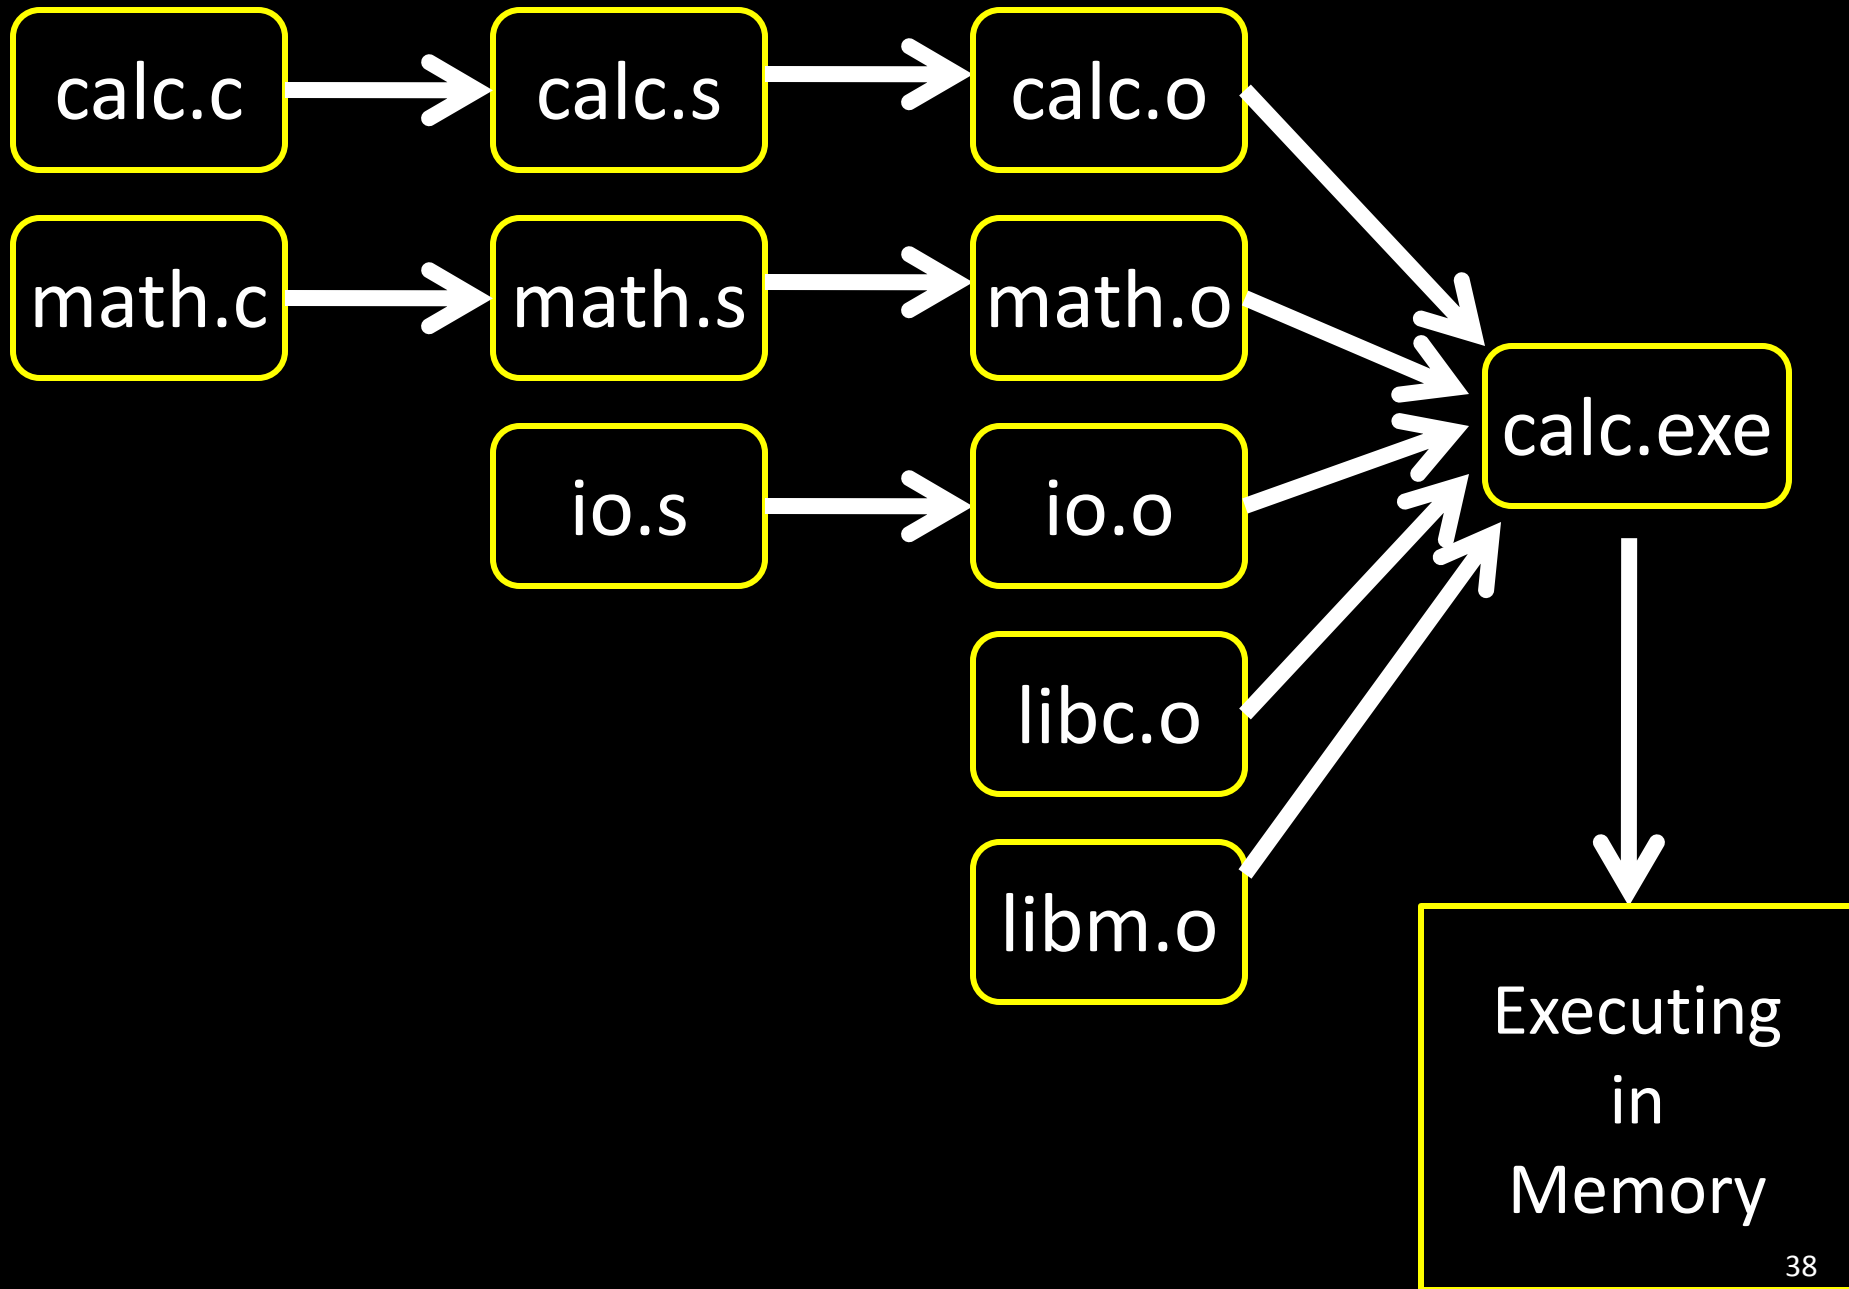 calc.c
calc.s
calc.o
math.c
math.s
math.o
calc.exe
io.s
io.o
libc.o
libm.o
Executing
in
Memory
38